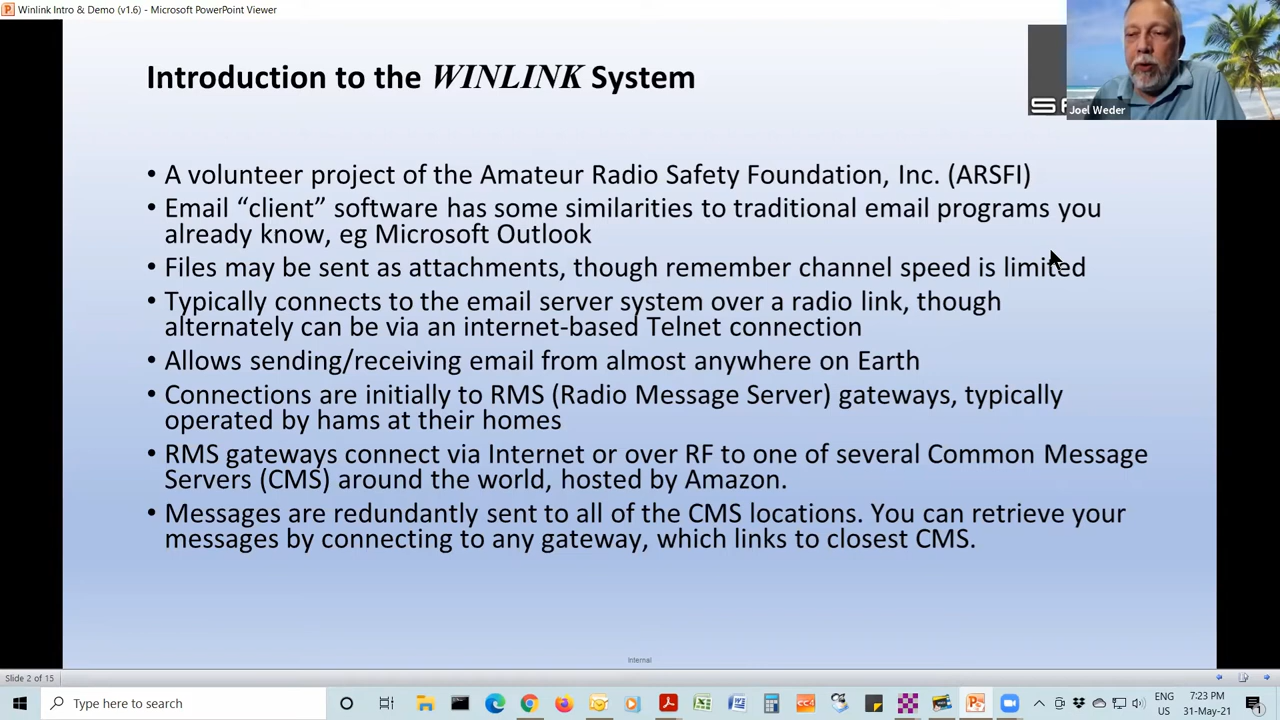 Winlink Intro & Demo (v1.6) - Microsoft PowerPoint Viewer
Introduction to the WINLINK System
Joel Weder
• A volunteer project of the Amateur Radio Safety Foundation, Inc. (ARSFI)
• Email “client” software has some similarities to traditional email programs you
already know, eg Microsoft Outlook
• Files may be sent as attachments, though remember channel speed is limited
• Typically connects to the email server system over a radio link, though
alternately can be via an internet-based Telnet connection
• Allows sending/receiving email from almost anywhere on Earth
• Connections are initially to RMS (Radio Message Server) gateways, typically
operated by hams at their homes
• RMS gateways connect via Internet or over RF to one of several Common Message
Servers (CMS) around the world, hosted by Amazon.
• Messages are redundantly sent to all of the CMS locations. You can retrieve your
messages by connecting to any gateway, which links to closest CMS.
Internal
Slide 2 of 15
Type here to search
ENG
US
7:23 PM
31-May-21